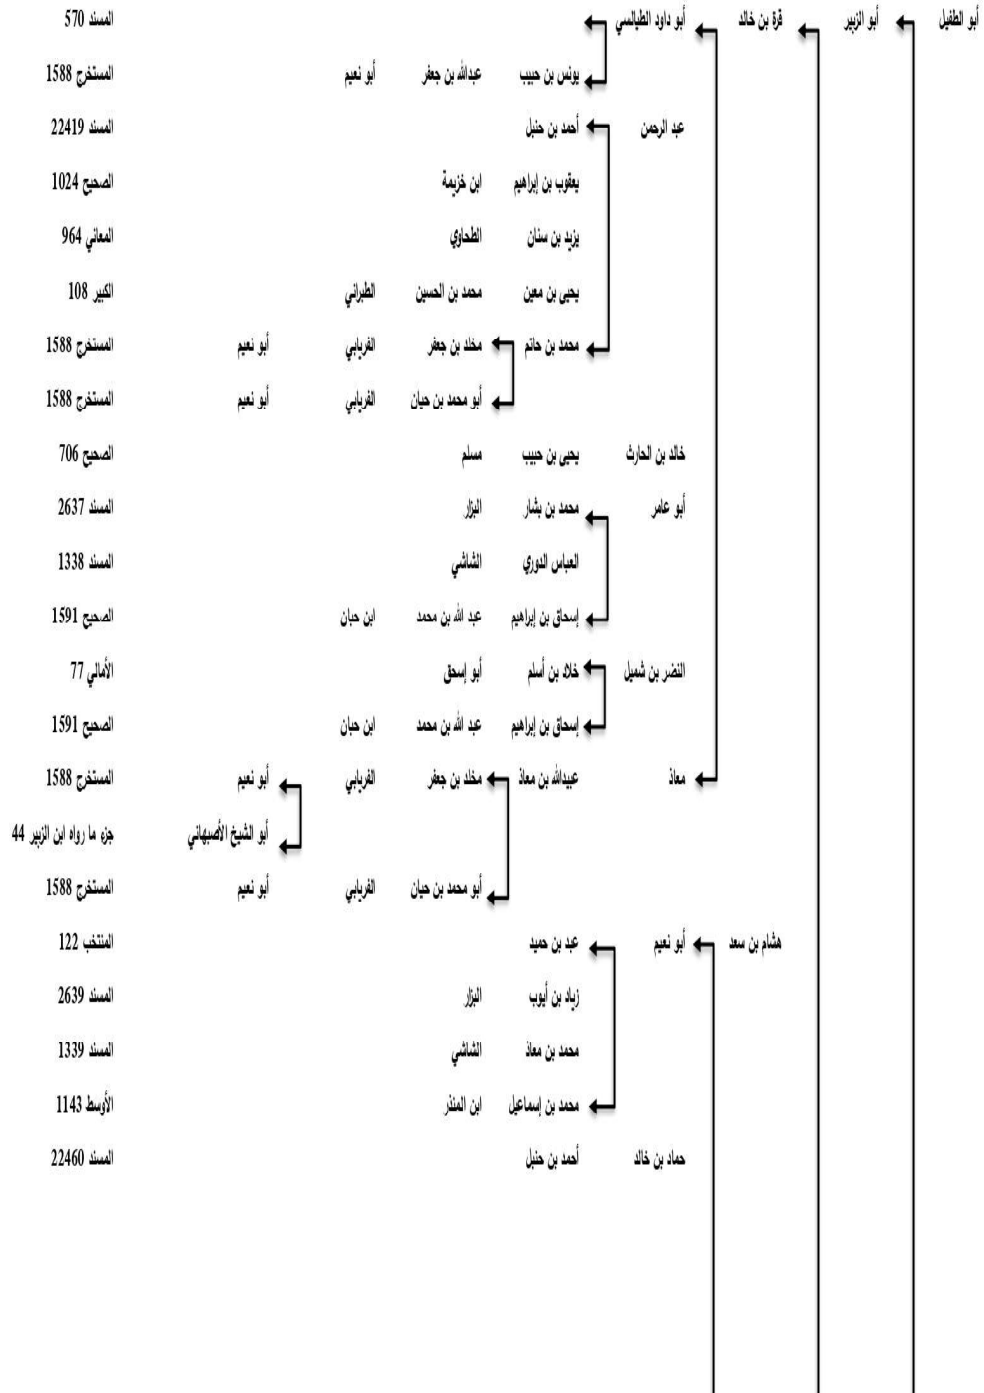 أبو الطفيل أبو الزبير قرة بن خالد أبو داود الطيالسي المسند 570
يونس بن حبيب عبدالله بن جعفر أبو نعيم المستخرج 1588
عبد الرحمن أحمد بن حنبل المسند 22419
يعقوب بن إبراهيم ابن خزيمة الصحيح 1024
يزيد بن سنان الطحاوي المعاني 964
يحيى بن معين محمد بن الحسين الطبراني الكبير 108
محمد بن حاتم مخلد بن جعفر الفريابي أبو نعيم المستخرج 1588
أبو محمد بن حيان الفريابي أبو نعيم المستخرج 1588
خالد بن الحارث يحيى بن حبيب مسلم الصحيح 706
أبو عامر محمد بن بشار البزار المسند 2637
العباس الدوري الشاشي المسند 1338
إسحاق بن إبراهيم عبد الله بن محمد ابن حبان الصحيح 1591
النضر بن شميل خلاد بن أسلم أبو إسحق الأمالي 77
إسحاق بن إبراهيم عبد الله بن محمد ابن حبان الصحيح 1591
معاذ عبيدالله بن معاذ مخلد بن جعفر الفريابي أبو نعيم المستخرج 1588
أبو الشيخ الأصبهاني جزء ما رواه ابن الزبير 44
أبو محمد بن حيان الفريابي أبو نعيم المستخرج 1588
هشام بن سعد أبو نعيم عبد بن حميد المنتخب 122
زياد بن أيوب البزار المسند 2639
محمد بن معاذ الشاشي المسند 1339
محمد بن إسماعيل ابن المنذر الأوسط 1143
حماد بن خالد أحمد بن حنبل المسند 22460